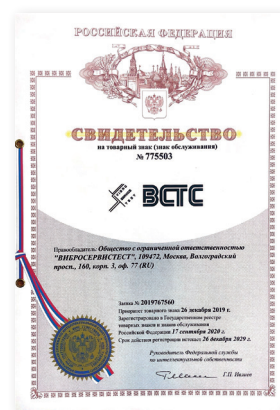 РОССИЙСКАЯ ФЕДЕРАЦИЯ
СВИДЕТЕЛЬСТВО
на товарный знак (знак обслуживания)
№ 775503
ВСТС
Правообладатель: Общество с ограниченной ответственностью
"ВИБРОСЕРВИСТЕСТ", 109472, Москва, Волгоградский
просп., 160, корп. 3, оф. 77 (RU)
Заявка № 2019767560
Приоритет товарного знака 26 декабря 2019 г.
Зарегистрировано в Государственном реестре
товарных знаков и знаков обслуживания
Российской Федерации 17 сентября 2020 г.
Срок действия регистрации истекает 26 декабря 2029 г.
Руководитель Федеральной службы
по интеллектуальной собственности
Г.П. Ивлиев